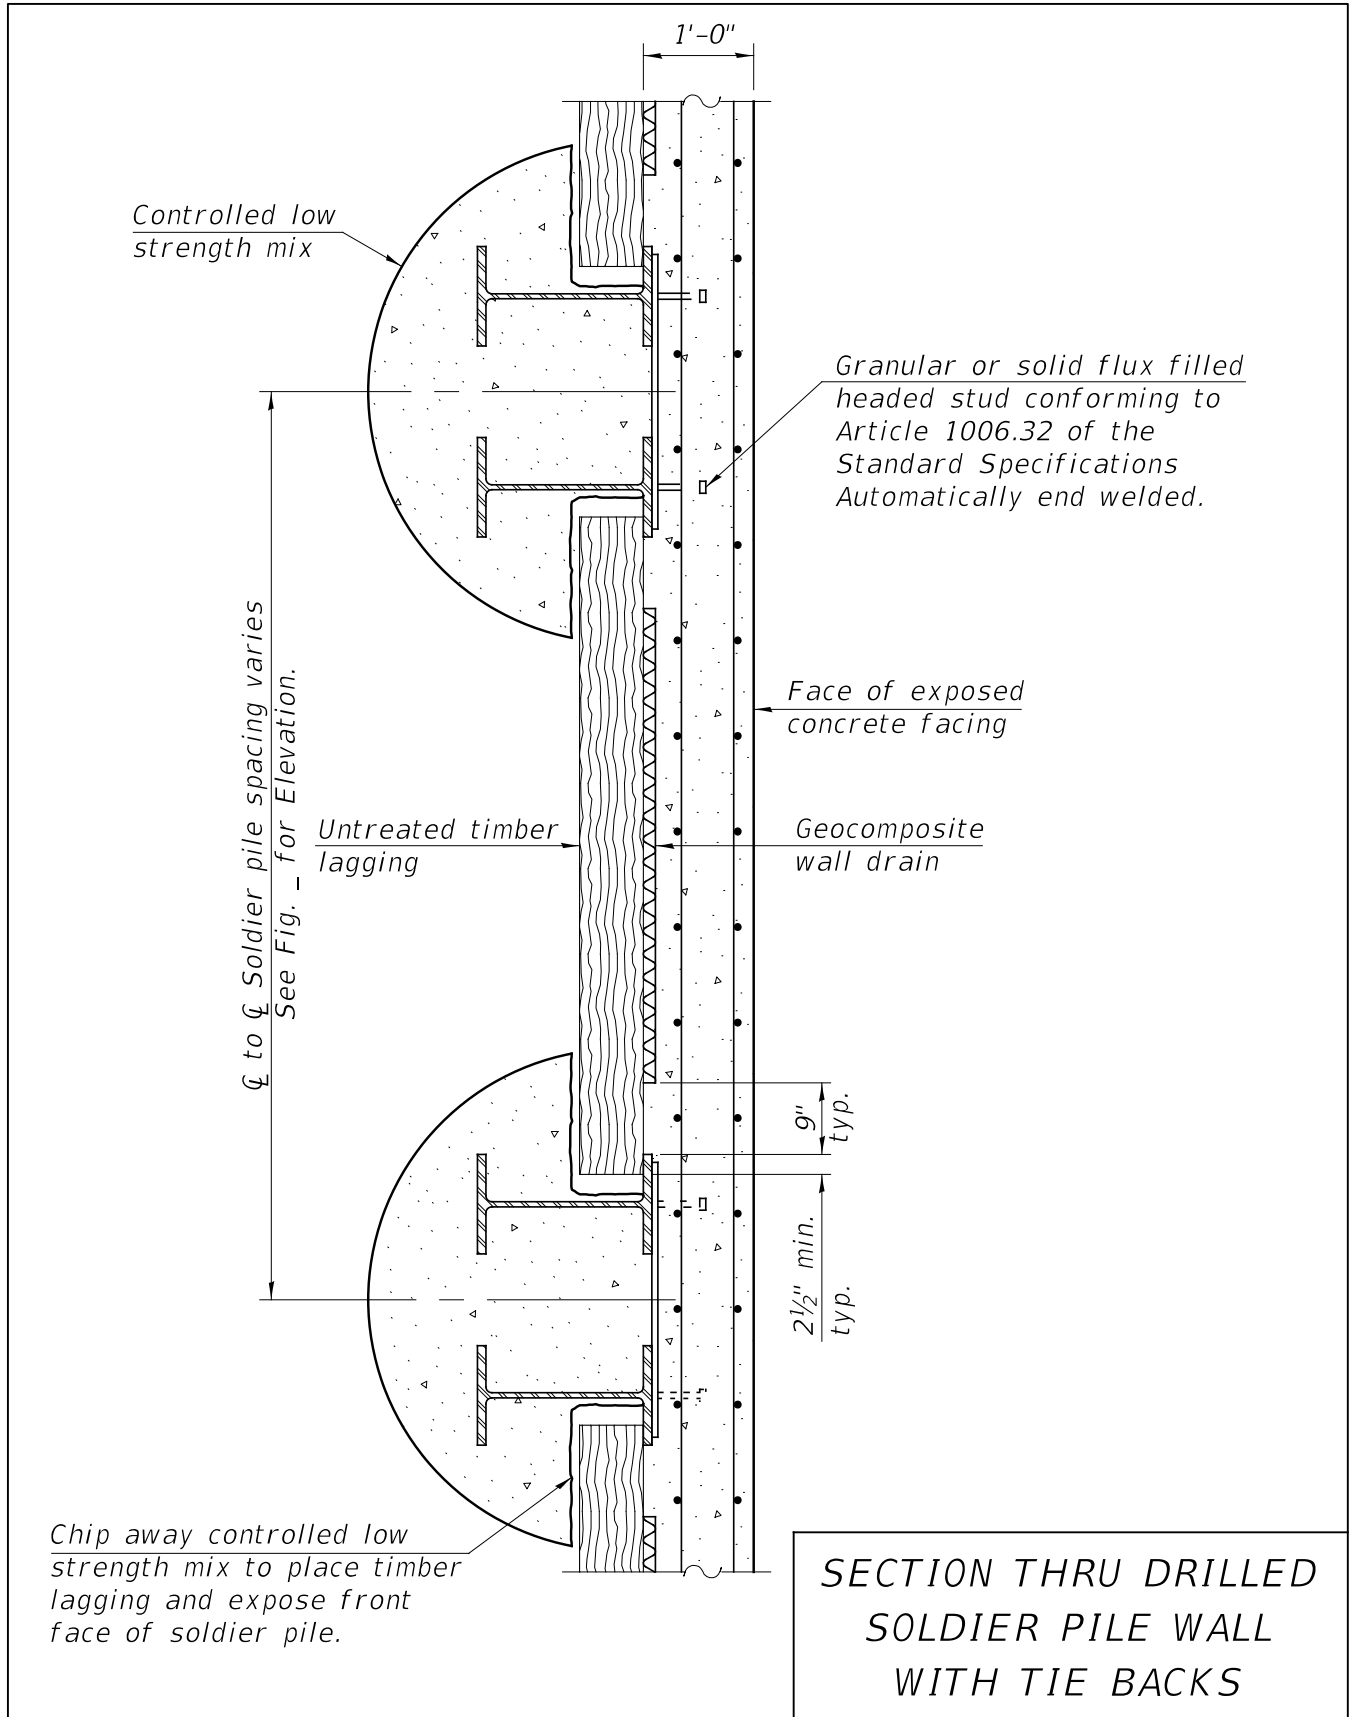 1'-0"
Controlled low
strength mix
Granular or solid flux filled
headed stud conforming to
Article 1006.32 of the
Standard Specifications
Automatically end welded.
℄ to ℄ Soldier pile spacing varies
See Fig. _ for Elevation.
Face of exposed
concrete facing
Untreated timber
lagging
Geocomposite
wall drain
9"
typ.
2½" min.
typ.
Chip away controlled low
strength mix to place timber
lagging and expose front
face of soldier pile.
SECTION THRU DRILLED
SOLDIER PILE WALL
WITH TIE BACKS